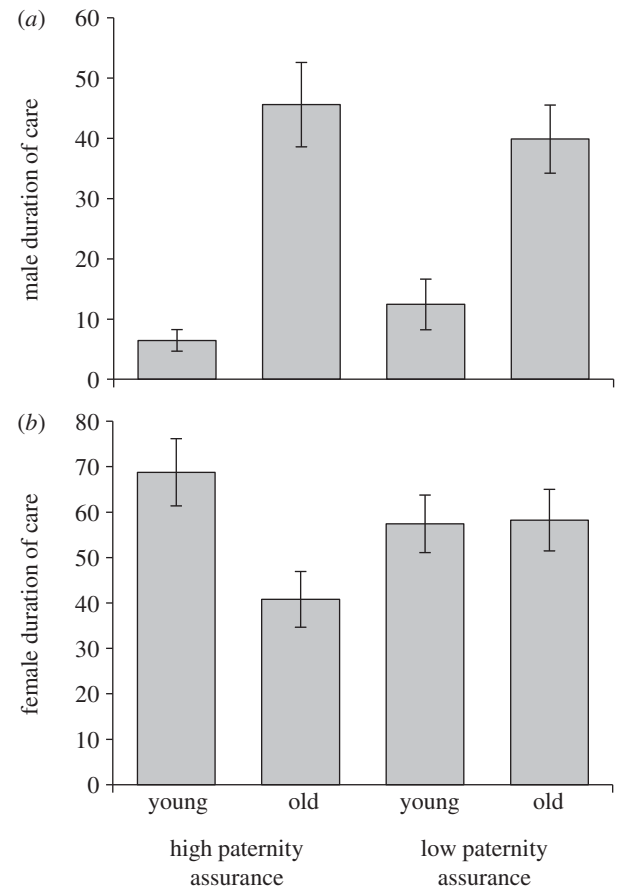 (a)
male duration of care
60
50
40
30
20
10
0
(b)
female duration of care
80
70
60
50
40
30
20
10
0
young old young old
high paternity low paternity
assurance assurance